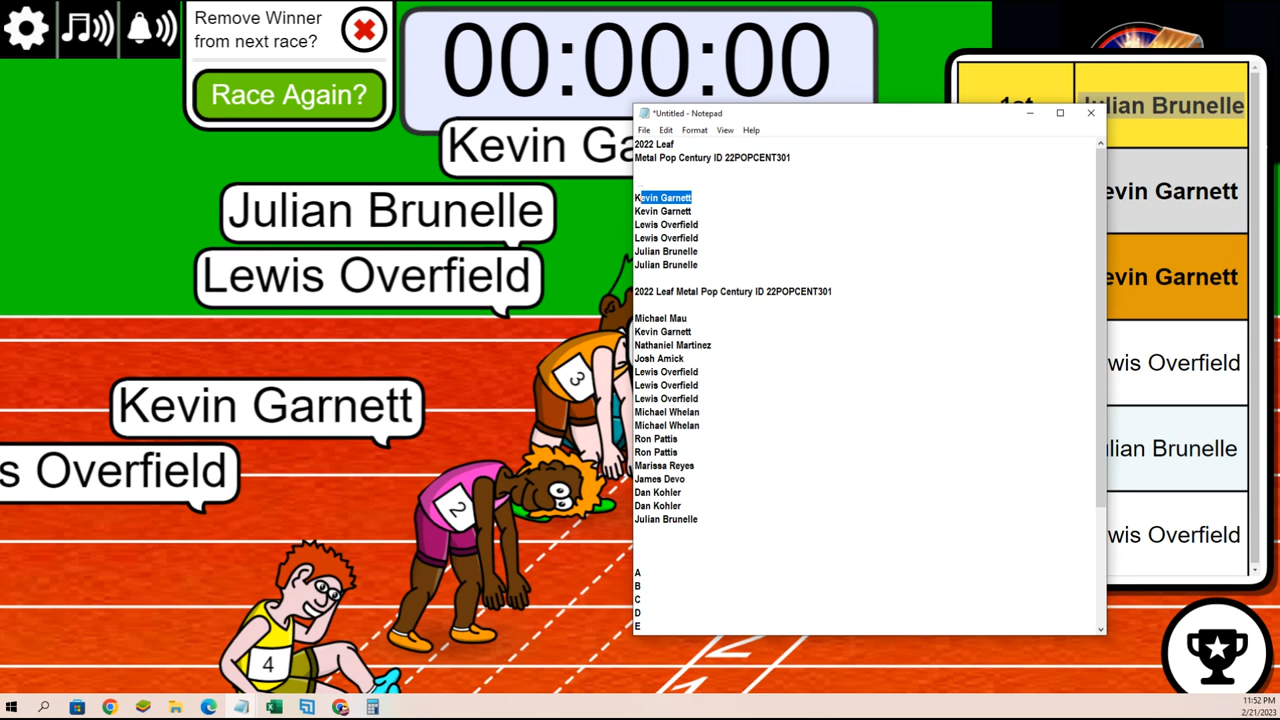 Remove Winner
from next race?
Race Again?
00:00:00
Kevin Ga
Julian Brunelle
Lewis Overfield
Kevin Garnett
s Overfield
3
2
4
*Untitled - Notepad
File Edit Format View Help
2022 Leaf
Metal Pop Century ID 22POPCENT301
Kevin Garnett
Kevin Garnett
Lewis Overfield
Lewis Overfield
Julian Brunelle
Julian Brunelle
2022 Leaf Metal Pop Century ID 22POPCENT301
Michael Mau
Kevin Garnett
Nathaniel Martinez
Josh Amick
Lewis Overfield
Lewis Overfield
Lewis Overfield
Michael Whelan
Michael Whelan
Ron Pattis
Ron Pattis
Marissa Reyes
James Devo
Dan Kohler
Dan Kohler
Julian Brunelle
A
B
C
D
E
1st Julian Brunelle
evin Garnett
evin Garnett
wis Overfield
lian Brunelle
wis Overfield
11:52 PM
2/21/2023